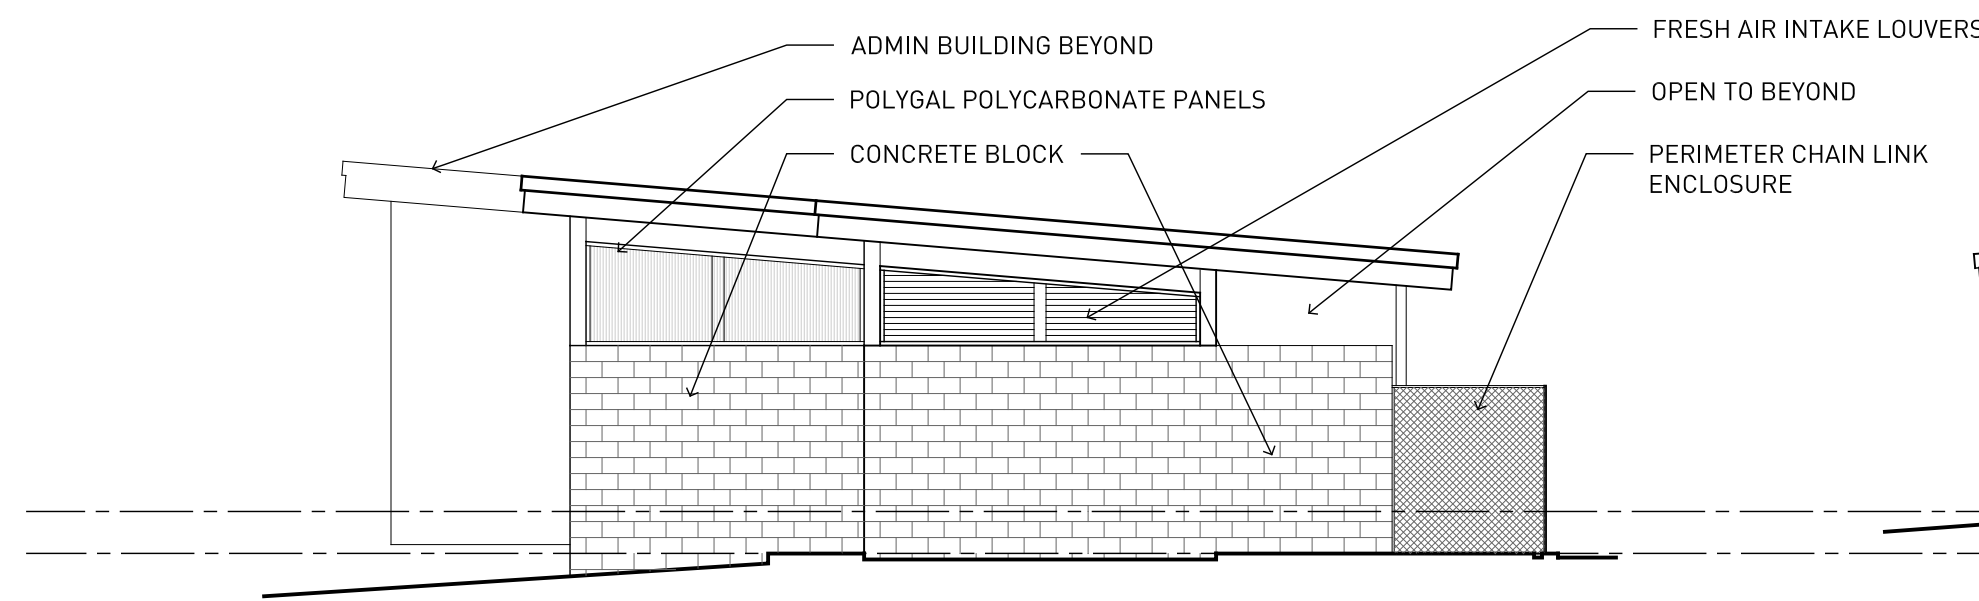 ADMIN BUILDING BEYOND
POLYGAL POLYCARBONATE PANELS
CONCRETE BLOCK
FRESH AIR INTAKE LOUVERS
OPEN TO BEYOND
PERIMETER CHAIN LINK
ENCLOSURE